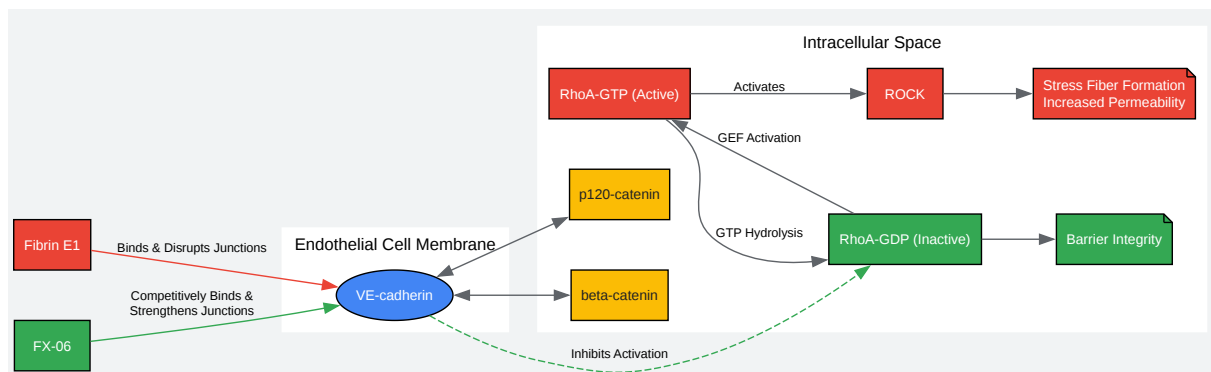 Intracellular Space
RhoA-GTP (Active)
Activates
ROCK
Stress Fiber Formation
Increased Permeability
GEF Activation
p120-catenin
Fibrin E1
Binds & Disrupts Junctions
Endothelial Cell Membrane
GTP Hydrolysis
RhoA-GDP (Inactive)
Barrier Integrity
Competitively Binds &
Strengthens Junctions
VE-cadherin
beta-catenin
FX-06
Inhibits Activation